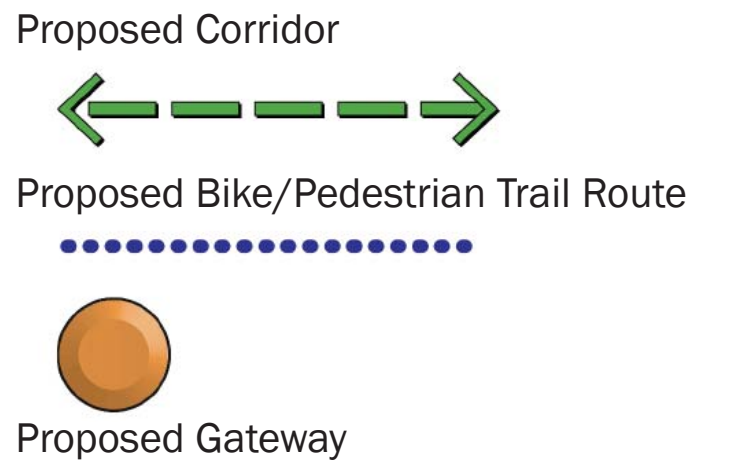 Proposed Corridor
Proposed Bike/Pedestrian Trail Route
Proposed Gateway